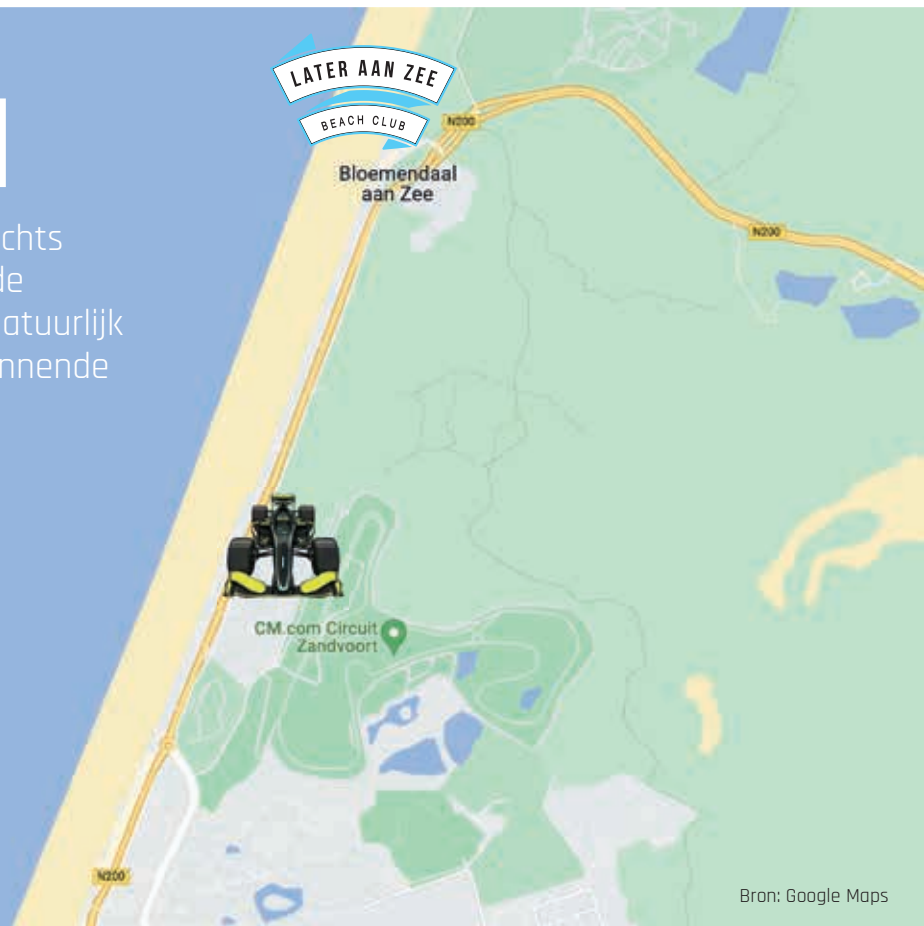 LATER AAN ZEE
BEACH CLUB
N200
Bloemendaal
aan Zee
N200
chts
de
atuurlijk
nnende
CM.com Circuit
Zandvoort
N200
Bron: Google Maps